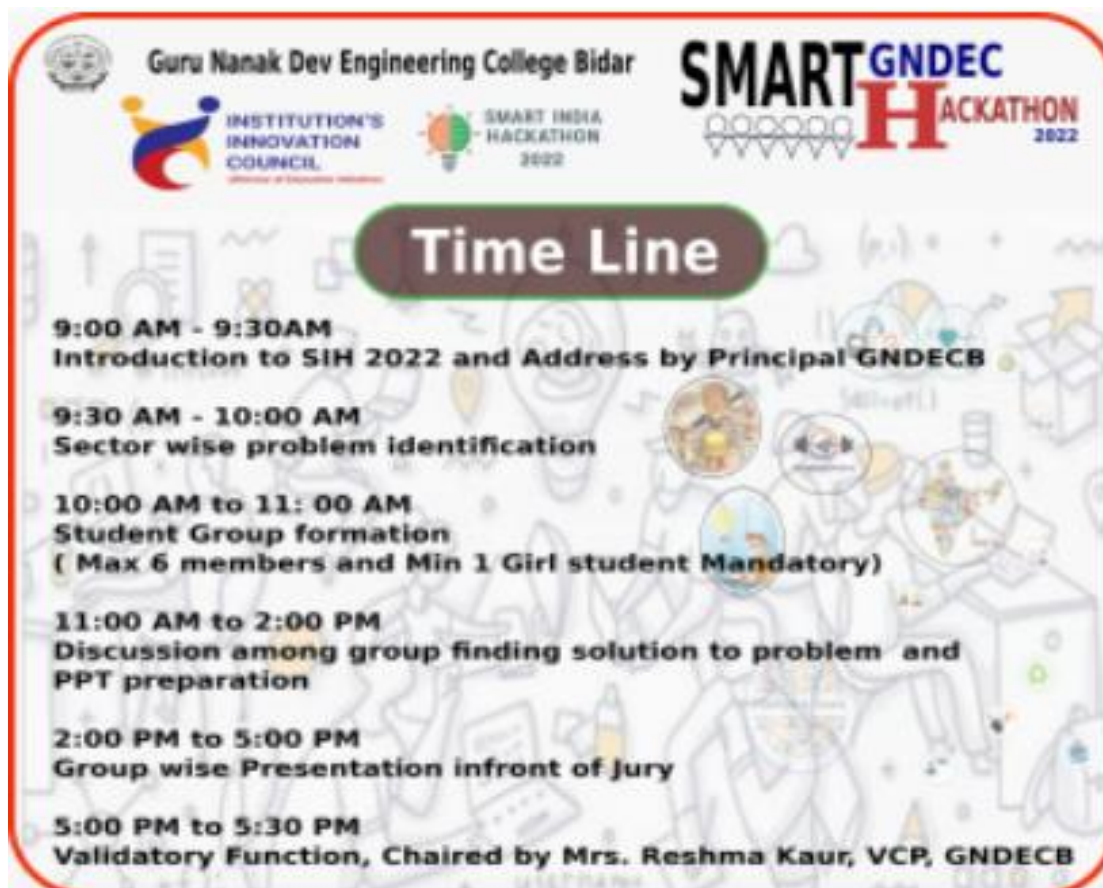 Guru Nanak Dev Engineering College Bidar
SMART GNDEC
HACKATHON
2022
INSTITUTION'S
INNOVATION
COUNCIL
SMART INDIA
HACKATHON
2022
Time Line
9:00 AM - 9:30AM
Introduction to SIH 2022 and Address by Principal GNDECB
9:30 AM - 10:00 AM
Sector wise problem identification
10:00 AM to 11: 00 AM
Student Group formation
( Max 6 members and Min 1 Girl student Mandatory)
11:00 AM to 2:00 PM
Discussion among group finding solution to problem and
PPT preparation
2:00 PM to 5:00 PM
Group wise Presentation infront of Jury
5:00 PM to 5:30 PM
Validatory Function, Chaired by Mrs. Reshma Kaur, VCP, GNDECB